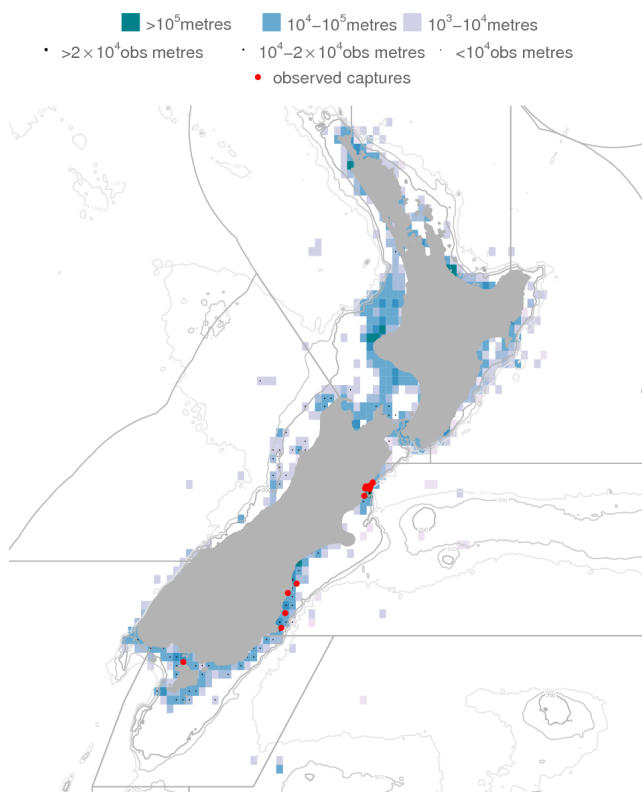 >10⁵metres 10⁴–10⁵metres 10³–10⁴metres
>2×10⁴obs metres 10⁴–2×10⁴obs metres <10⁴obs metres
observed captures